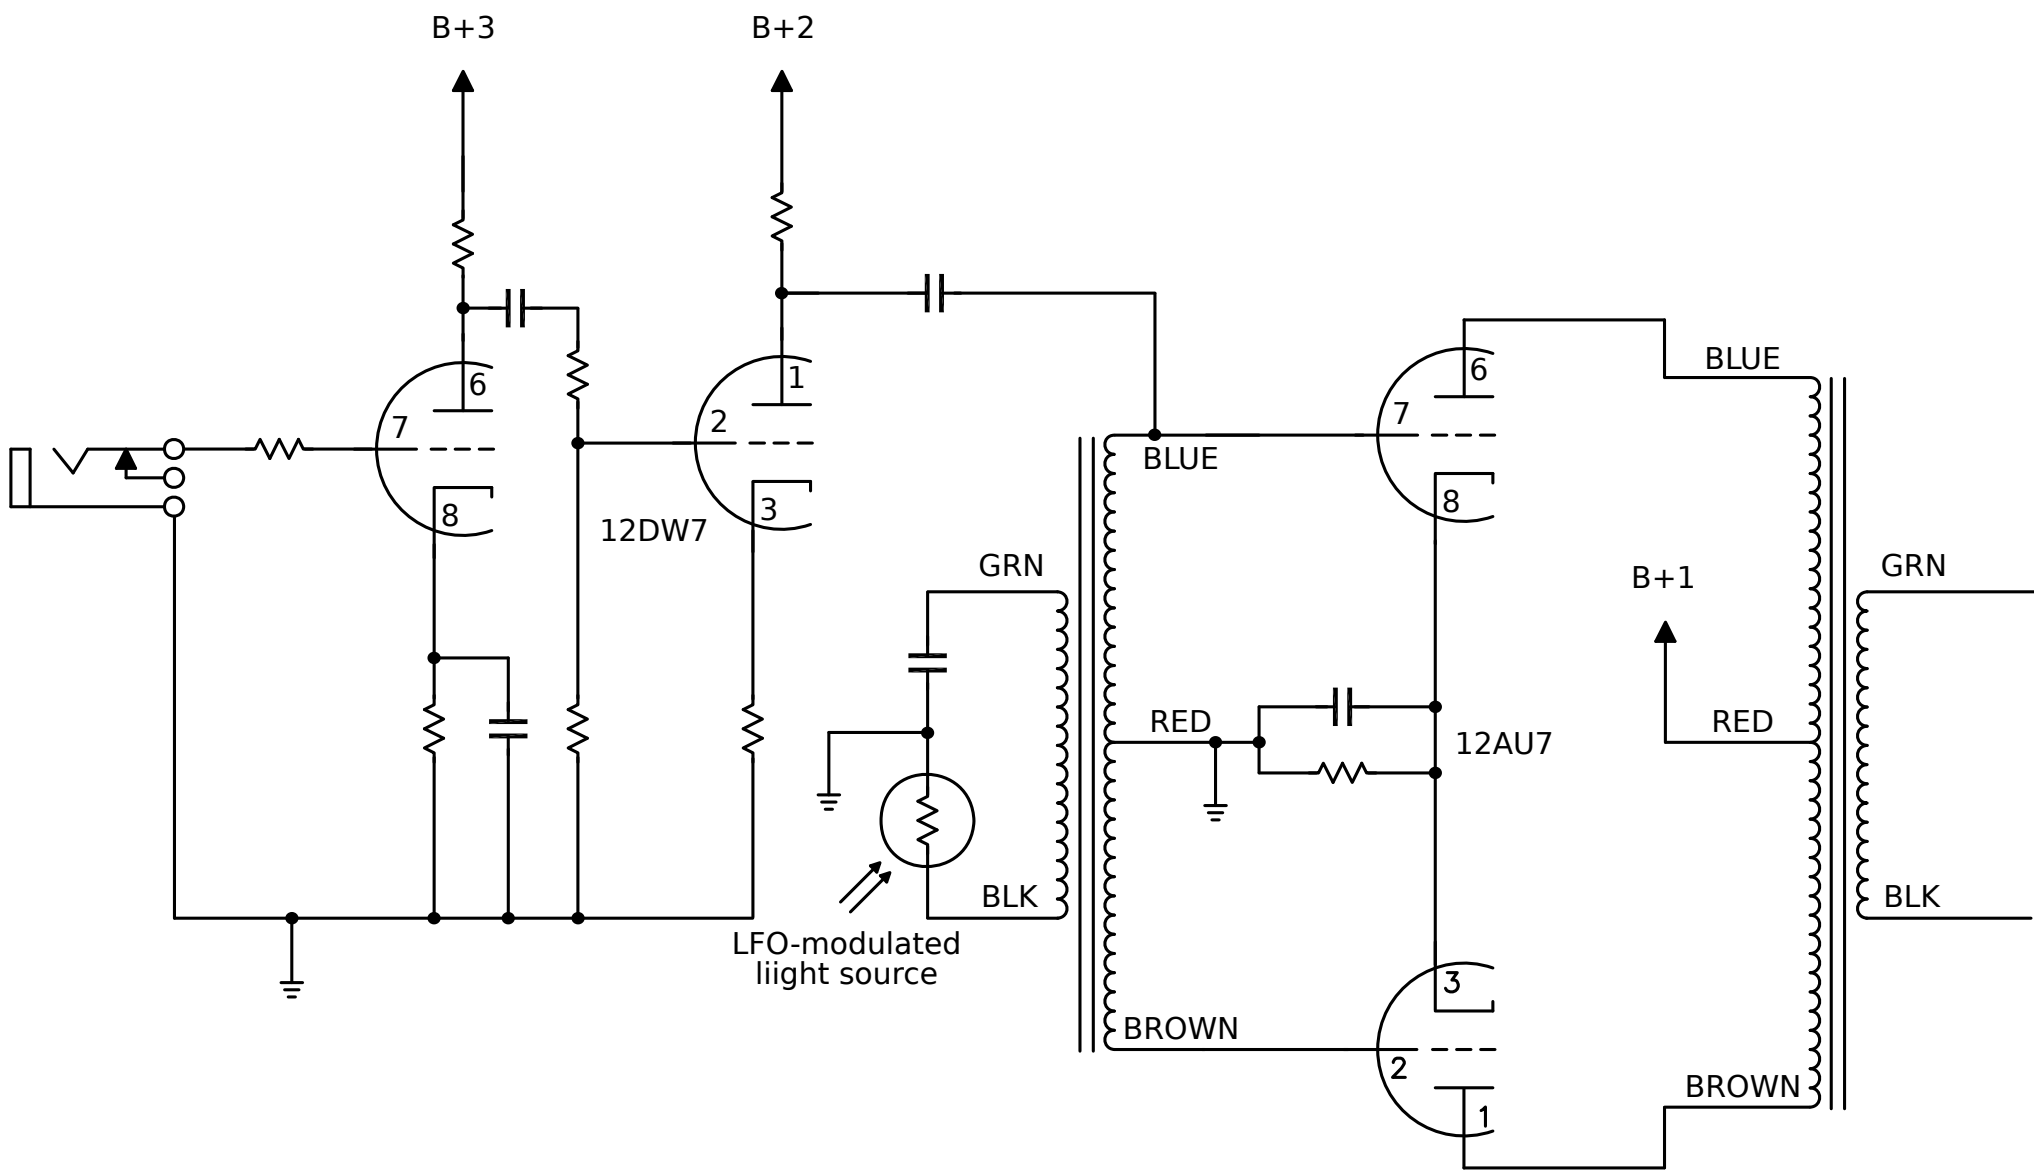 B+3
B+2
6
1
7
2
8
3
12DW7
6
7
8
BLUE
BLUE
GRN
B+1
GRN
RED
RED
12AU7
BLK
BLK
LFO-modulated
liight source
3
BROWN
2
BROWN
1